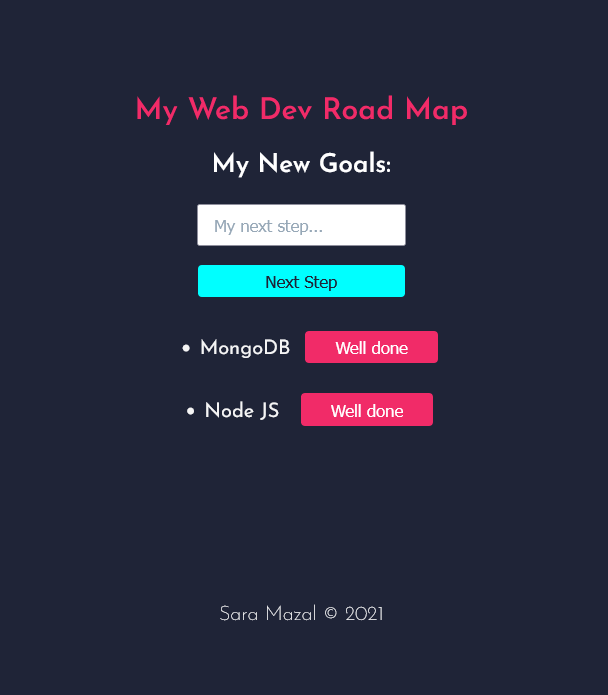 My Web Dev Road Map
My New Goals:
My next step...
Next Step
• MongoDB Well done
• Node JS Well done
Sara Mazal © 2021